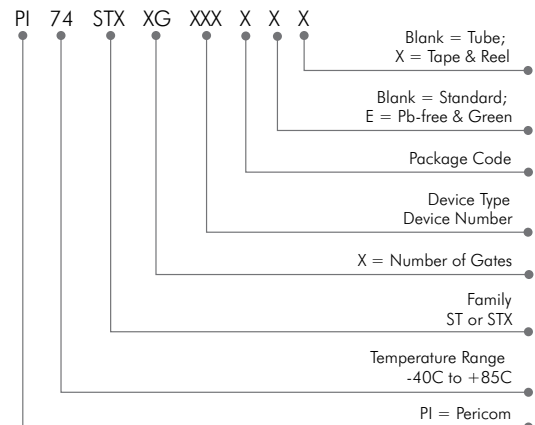 PI 74 STX XG XXX X X X
Blank = Tube;
X = Tape & Reel
Blank = Standard;
E = Pb-free & Green
Package Code
Device Type
Device Number
X = Number of Gates
Family
ST or STX
Temperature Range
-40C to +85C
PI = Pericom